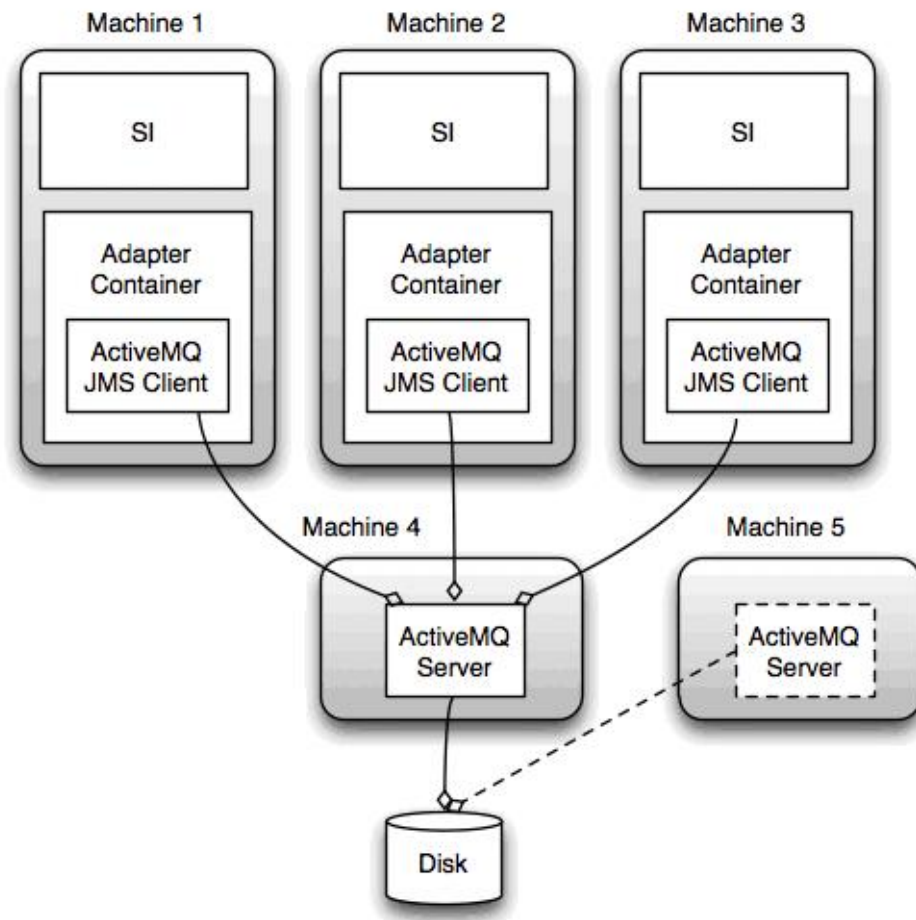 Machine 1
Machine 2
Machine 3
SI
SI
SI
Adapter
Container
Adapter
Container
Adapter
Container
ActiveMQ
JMS Client
ActiveMQ
JMS Client
ActiveMQ
JMS Client
Machine 4
Machine 5
ActiveMQ
Server
ActiveMQ
Server
Disk